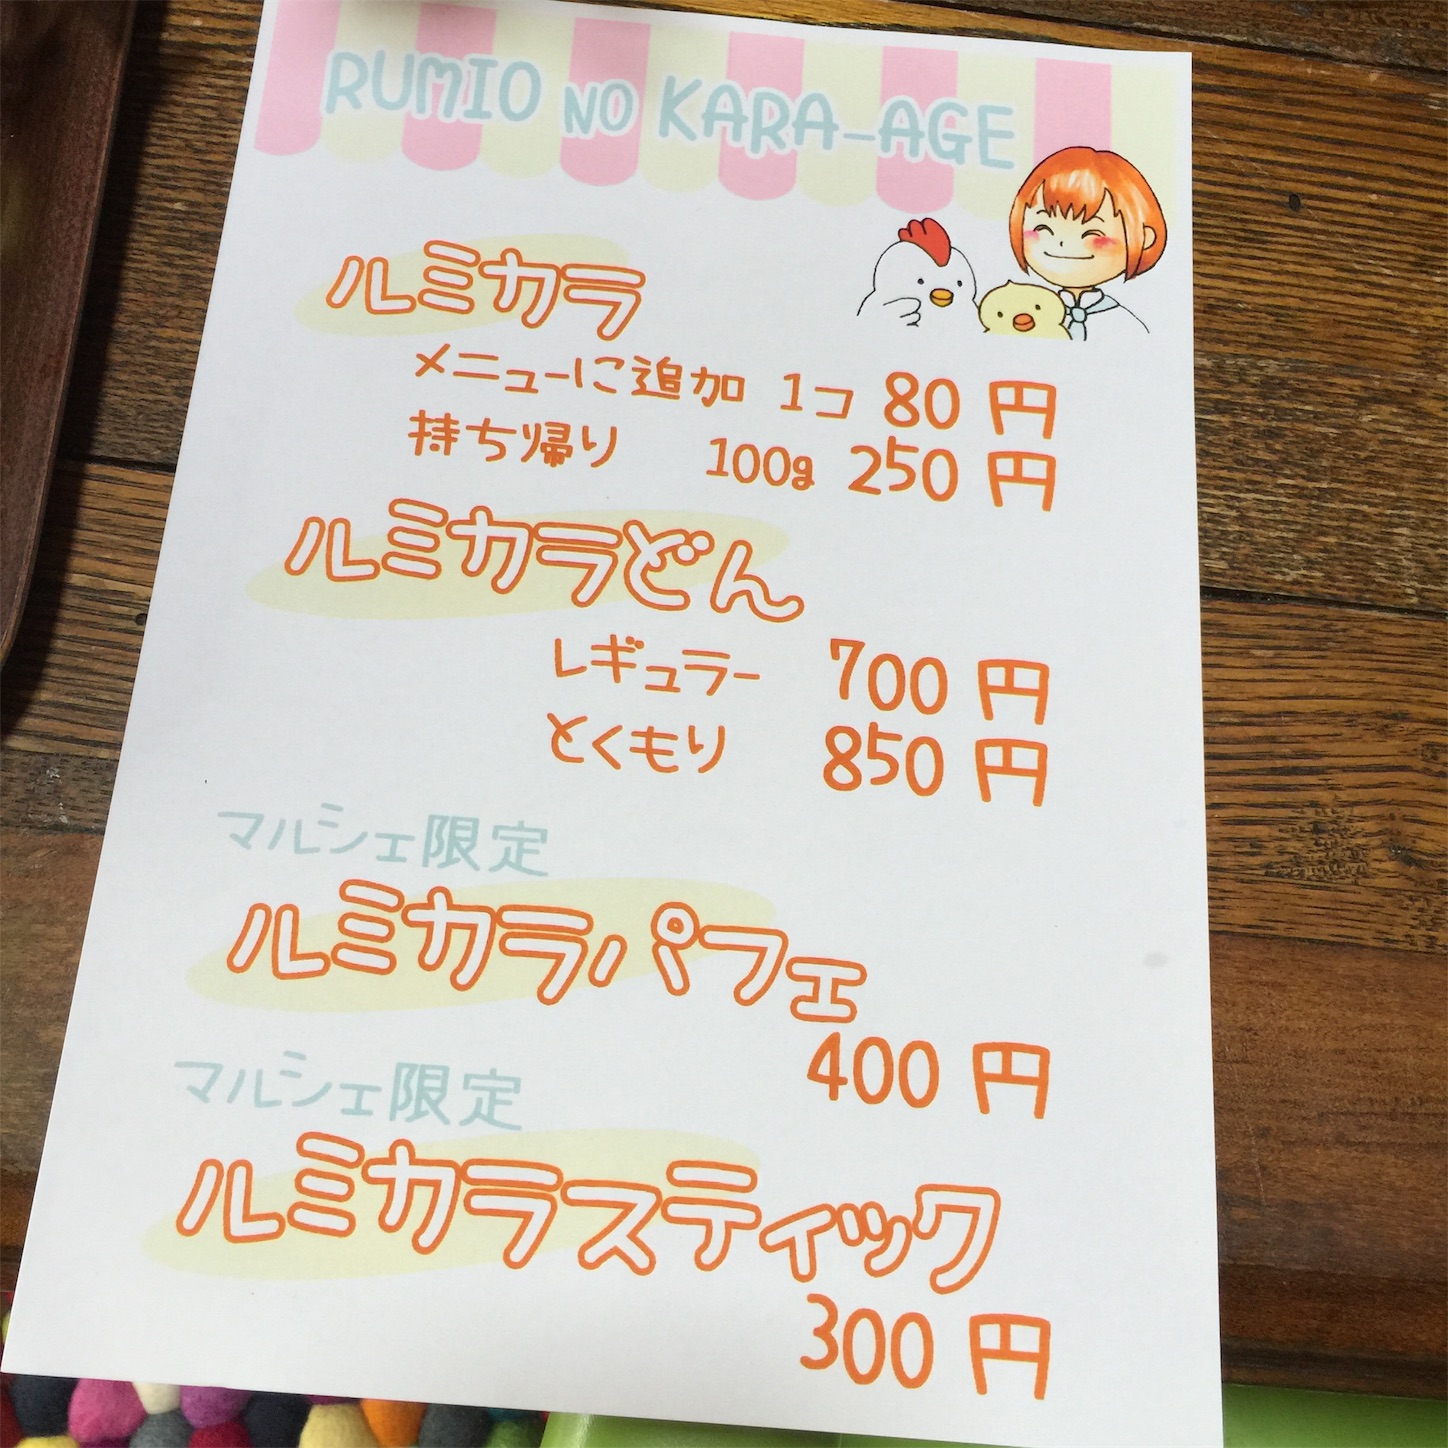 RUMIO NO KARA-AGE
ルミカラ
メニューに追加 1コ 80円
持ち帰り 100g 250円
ルミカラどん
レギュラー 700円
とくもり 850円
マルシェ限定
ルミカラパフェ
400円
マルシェ限定
ルミカラスティック
300円